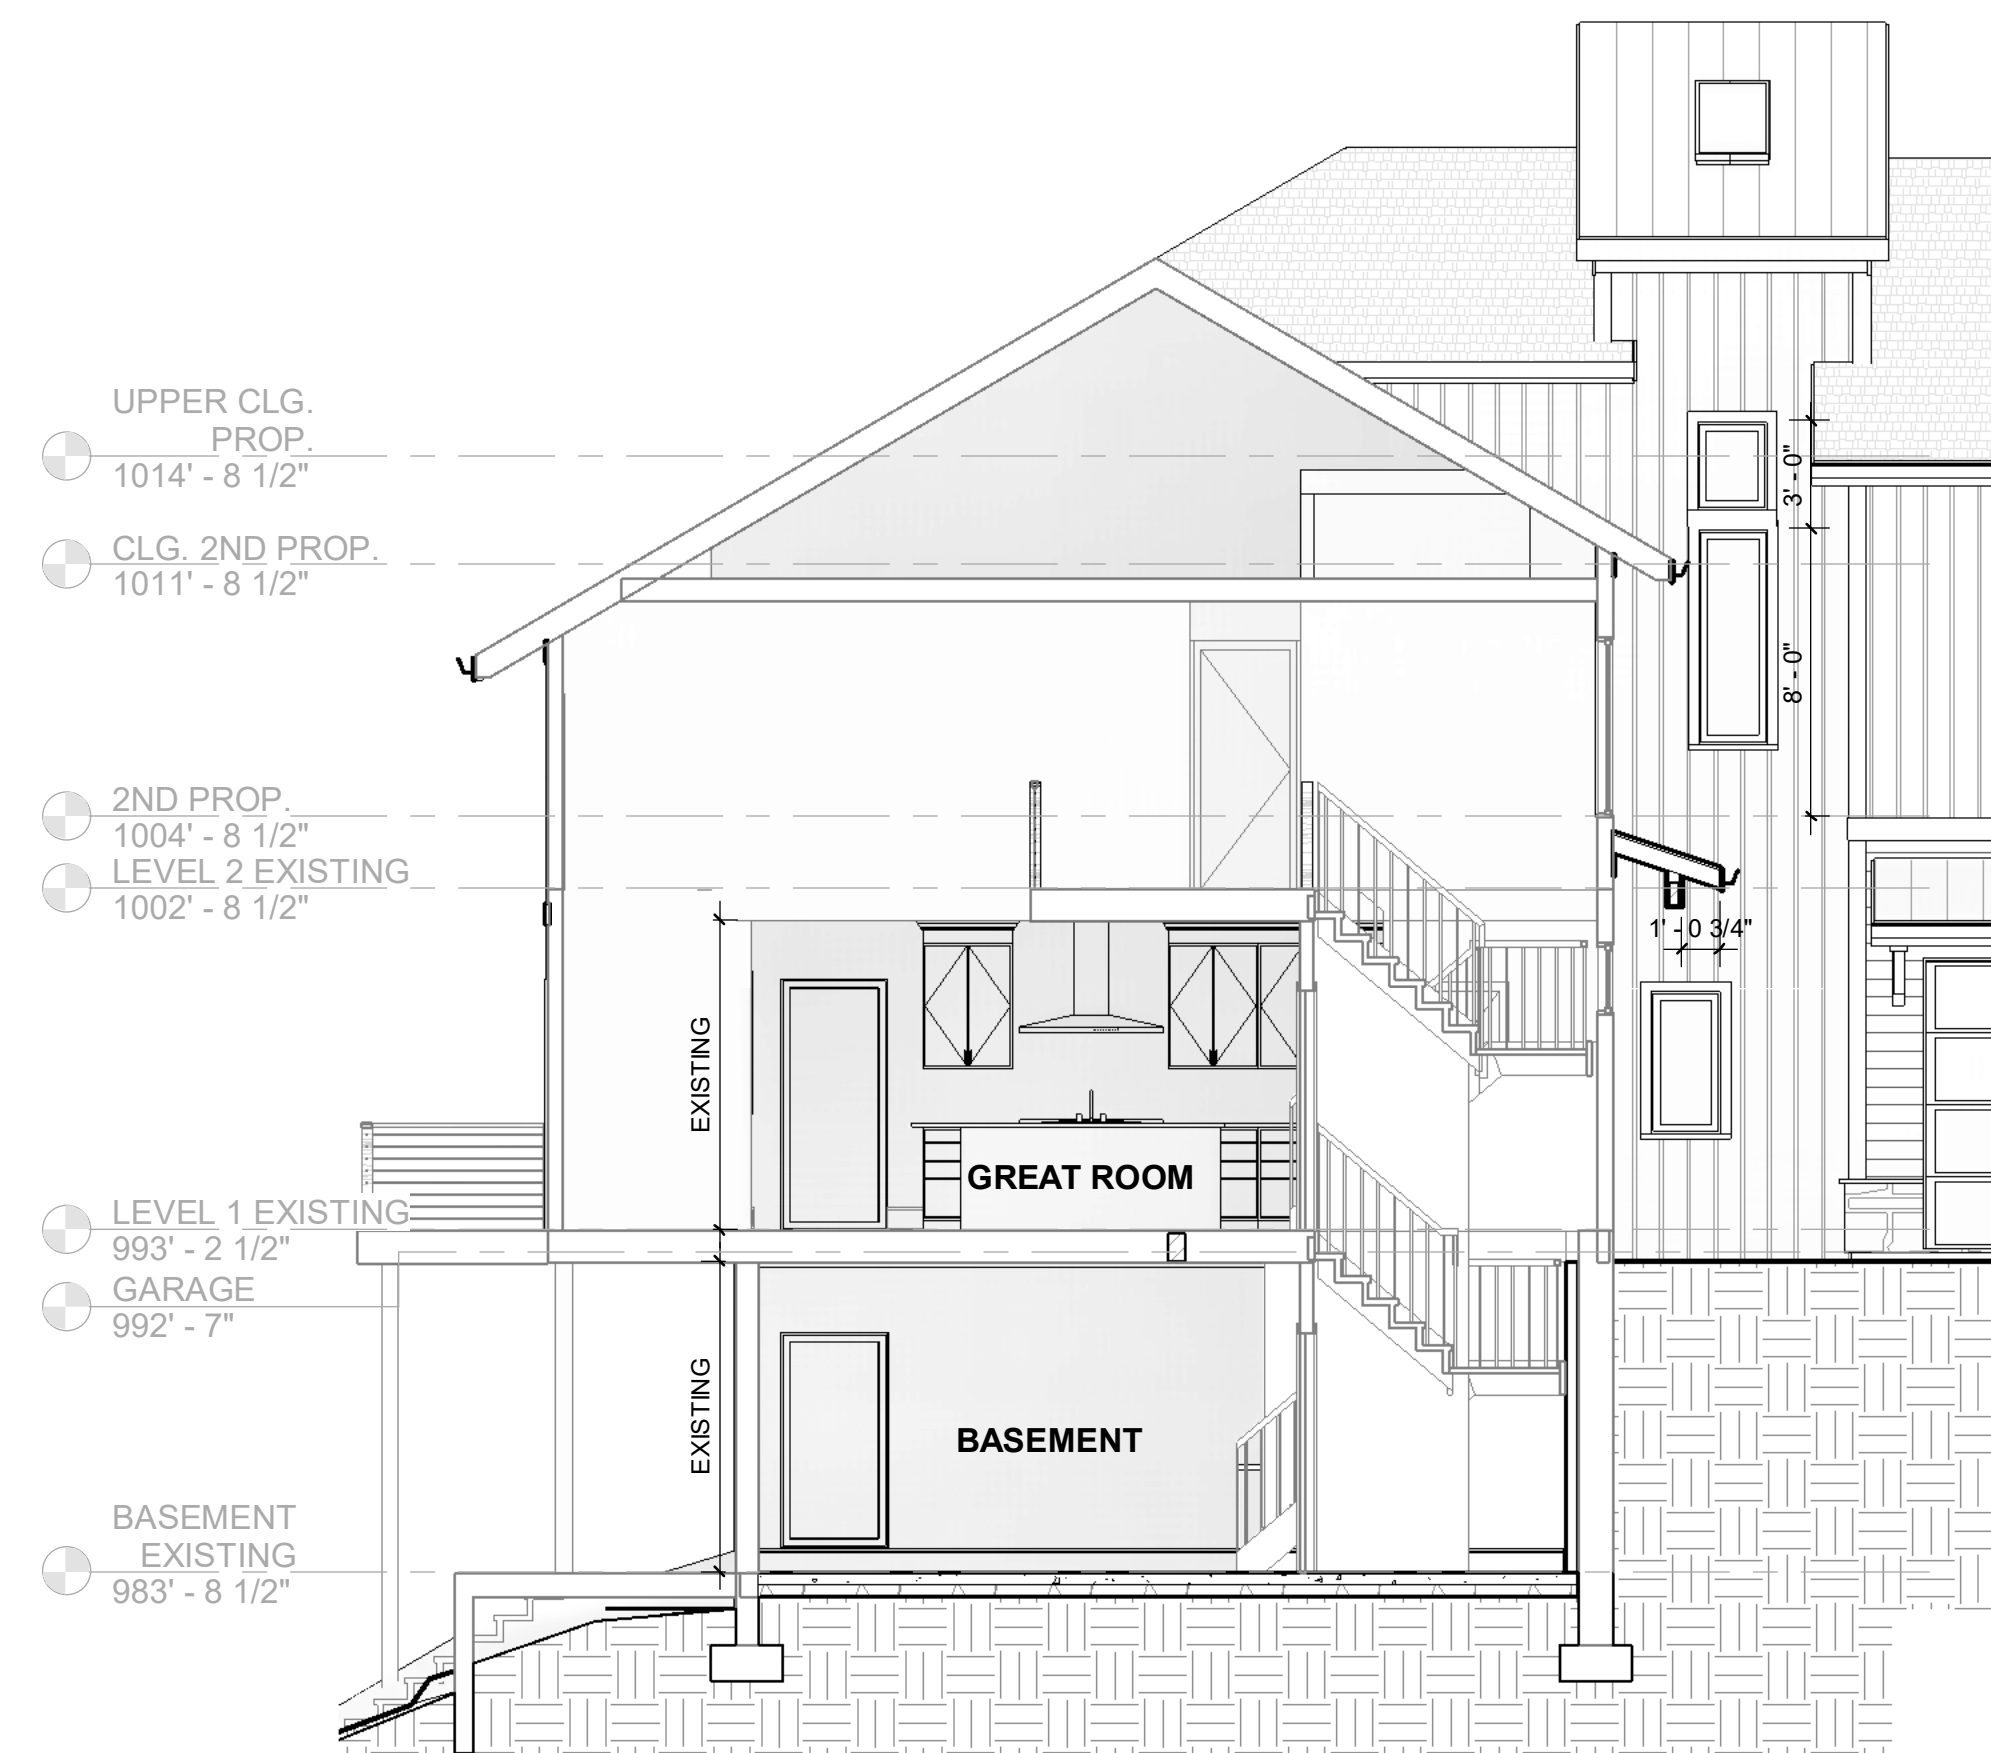 UPPER CLG.
PROP.
1014' - 8 1/2"
CLG. 2ND PROP.
1011' - 8 1/2"
3' - 0"
8' - 0"
2ND PROP.
1004' - 8 1/2"
LEVEL 2 EXISTING
1002' - 8 1/2"
1' - 0 3/4"
EXISTING
GREAT ROOM
LEVEL 1 EXISTING
993' - 2 1/2"
GARAGE
992' - 7"
EXISTING
BASEMENT
BASEMENT
EXISTING
983' - 8 1/2"